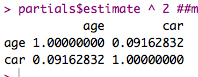 > partials$estimate ^ 2 ##m
age car
age 1.00000000 0.09162832
car 0.09162832 1.00000000
>